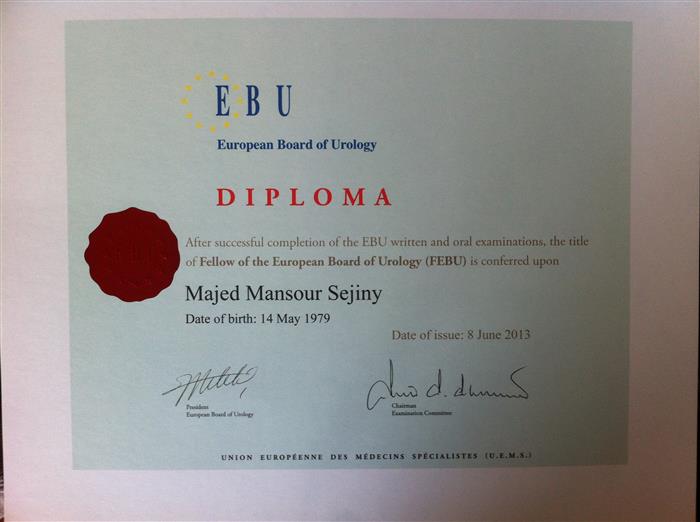 EBU
European Board of Urology
DIPLOMA
After successful completion of the EBU written and oral examinations, the title
of Fellow of the European Board of Urology (FEBU) is conferred upon
Majed Mansour Sejiny
Date of birth: 14 May 1979
Date of issue: 8 June 2013
President
European Board of Urology
Chairman
Examination Committee
UNION EUROPÉENNE DES MÉDECINS SPÉCIALISTES (U.E.M.S.)